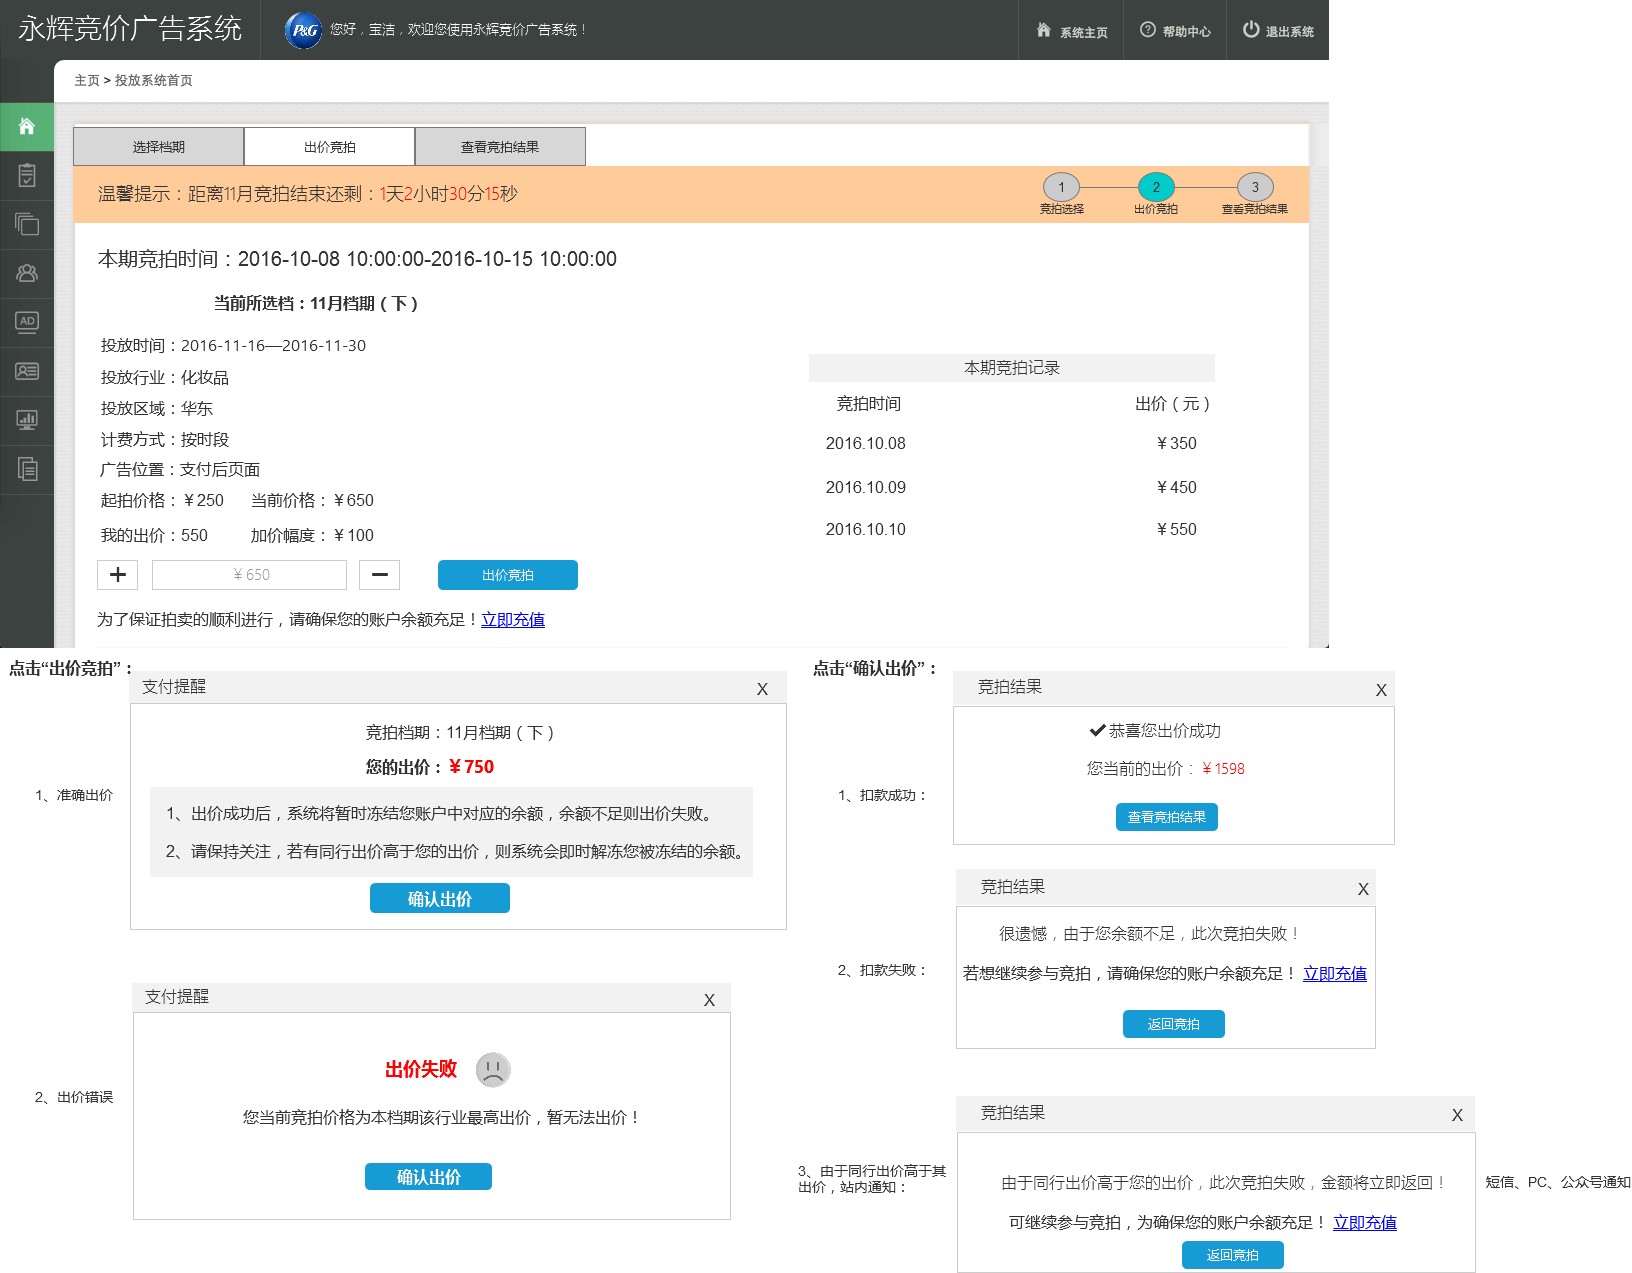 永辉竞价广告系统
P&G 您好，宝洁，欢迎您使用永辉竞价广告系统！
系统主页
帮助中心
退出系统
主页 > 投放系统首页
选择档期
出价竞拍
查看竞拍结果
温馨提示：距离11月竞拍结束还剩：1天2小时30分15秒
1
2
3
竞拍选择
出价竞拍
查看竞拍结果
本期竞拍时间：2016-10-08 10:00:00-2016-10-15 10:00:00
当前所选档：11月档期（下）
AD
投放时间：2016-11-16—2016-11-30
投放行业：化妆品
投放区域：华东
计费方式：按时段
广告位置：支付后页面
起拍价格：￥250 当前价格：￥650
我的出价：550 加价幅度：￥100
￥650
出价竞拍
为了保证拍卖的顺利进行，请确保您的账户余额充足！立即充值
本期竞拍记录
竞拍时间 出价（元）
2016.10.08 ￥350
2016.10.09 ￥450
2016.10.10 ￥550
点击“出价竞拍”：
支付提醒 X
1、准确出价
竞拍档期：11月档期（下）
您的出价：￥750
1、出价成功后，系统将暂时冻结您账户中对应的余额，余额不足则出价失败。
2、请保持关注，若有同行出价高于您的出价，则系统会即时解冻您被冻结的余额。
确认出价
2、出价错误
支付提醒 X
出价失败
您当前竞拍价格为本档期该行业最高出价，暂无法出价！
确认出价
点击“确认出价”：
竞拍结果 X
1、扣款成功：
恭喜您出价成功
您当前的出价：￥1598
查看竞拍结果
2、扣款失败：
竞拍结果 X
很遗憾，由于您余额不足，此次竞拍失败！
若想继续参与竞拍，请确保您的账户余额充足！ 立即充值
返回竞拍
3、由于同行出价高于其
出价，站内通知：
竞拍结果 X
由于同行出价高于您的出价，此次竞拍失败，金额将立即返回！
可继续参与竞拍，为确保您的账户余额充足！ 立即充值
返回竞拍
短信、PC、公众号通知